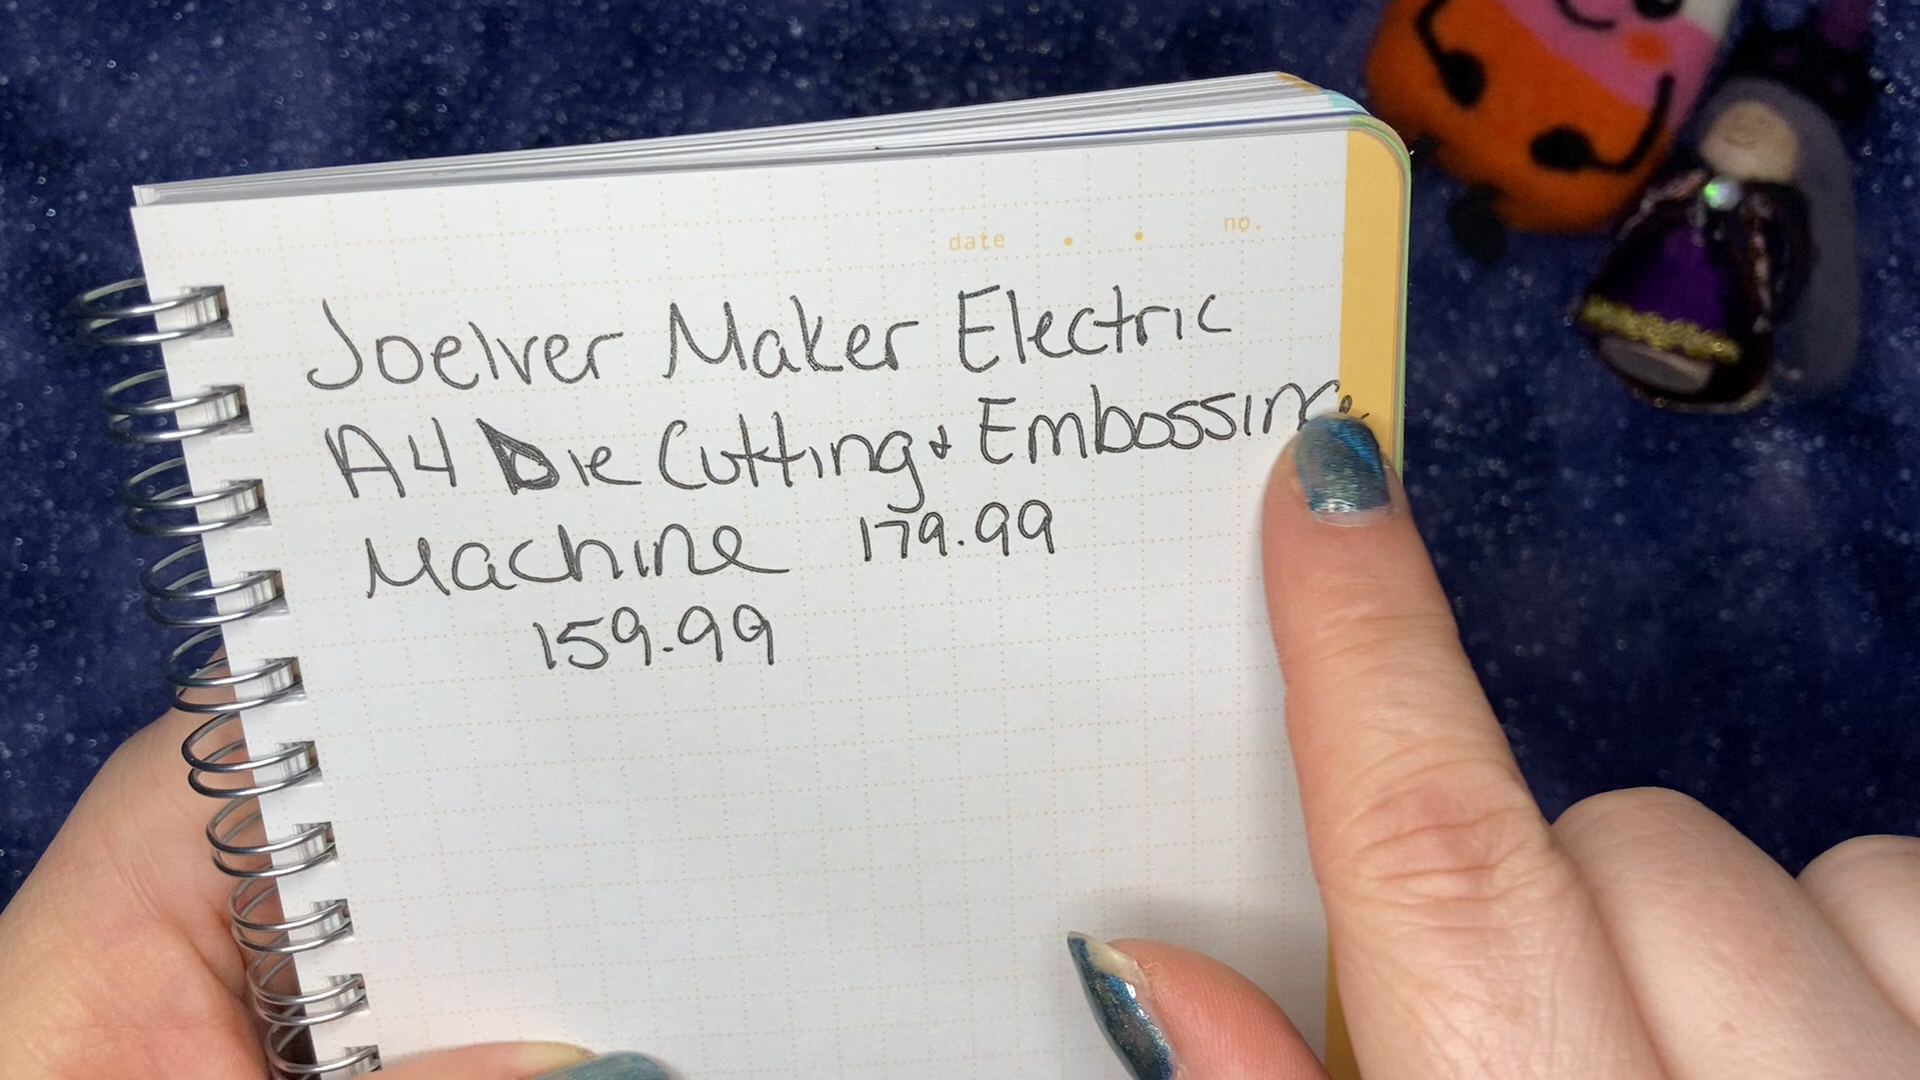 date . . no.
Joelver Maker Electric
A4 Die Cutting + Embossing
Machine 179.99
159.99